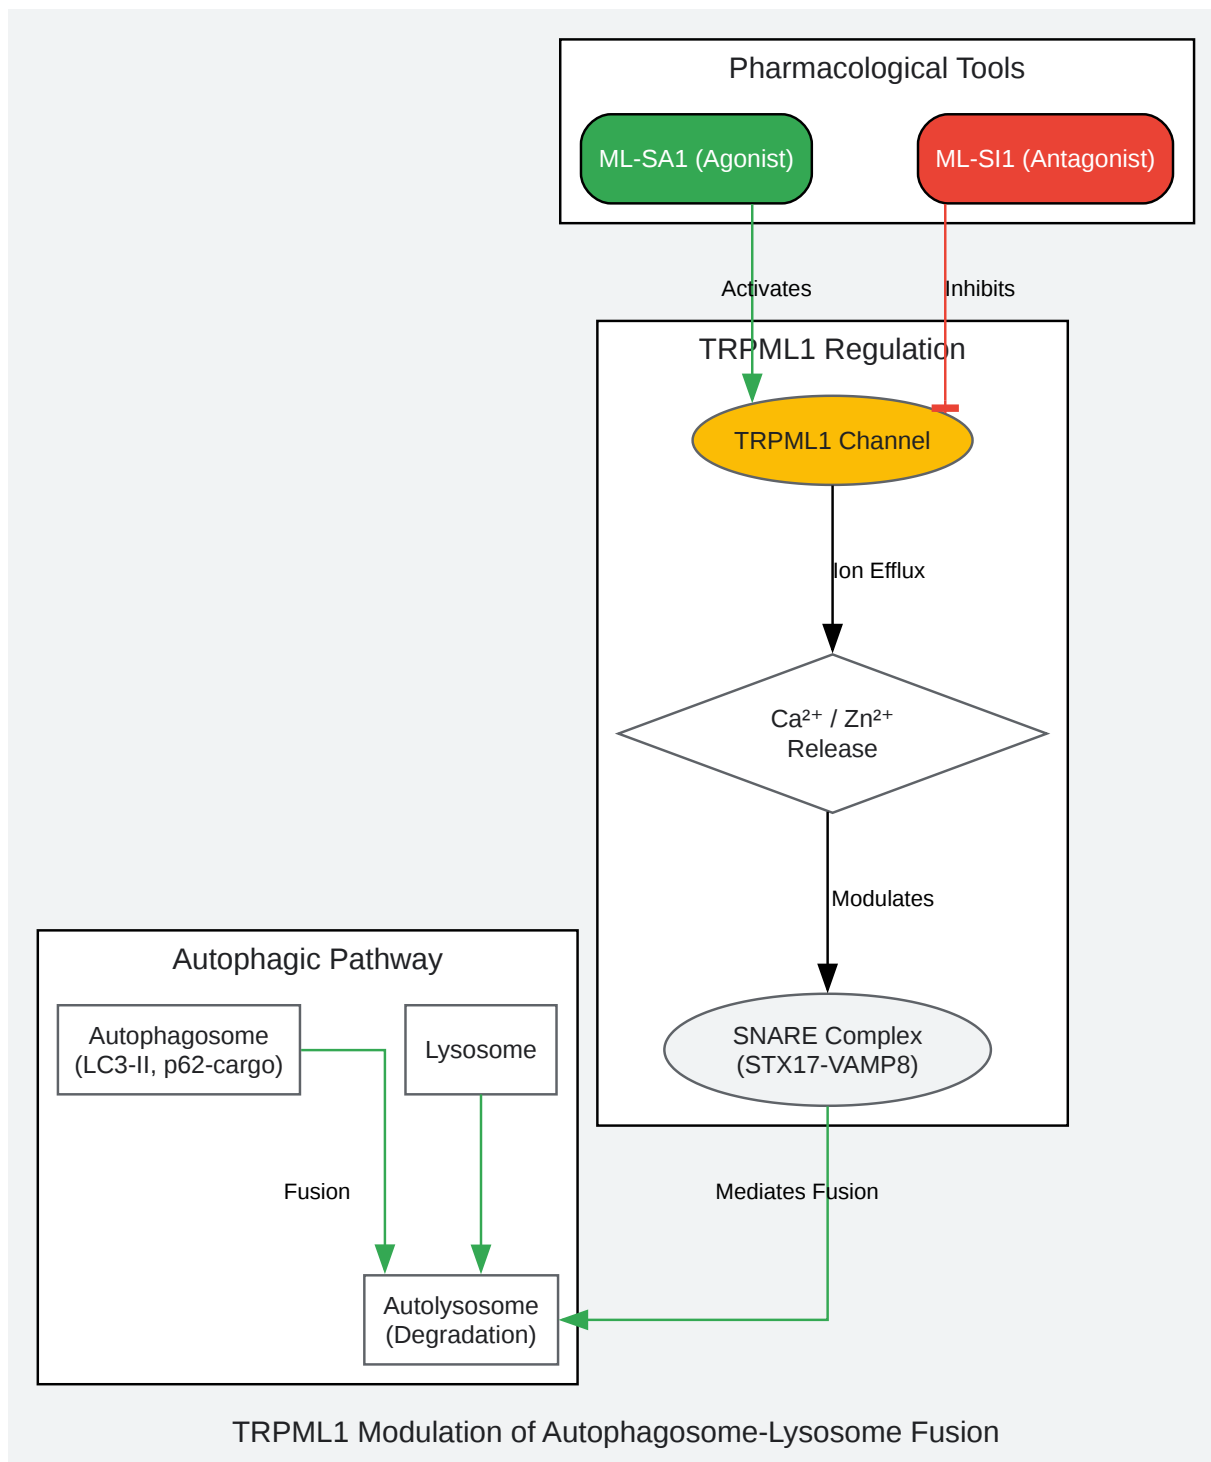 Pharmacological Tools
ML-SA1 (Agonist)
ML-SI1 (Antagonist)
Activates
Inhibits
TRPML1 Regulation
TRPML1 Channel
Ion Efflux
Ca²⁺ / Zn²⁺
Release
Modulates
SNARE Complex
(STX17-VAMP8)
Mediates Fusion
Autophagic Pathway
Autophagosome
(LC3-II, p62-cargo)
Lysosome
Fusion
Autolysosome
(Degradation)
TRPML1 Modulation of Autophagosome-Lysosome Fusion